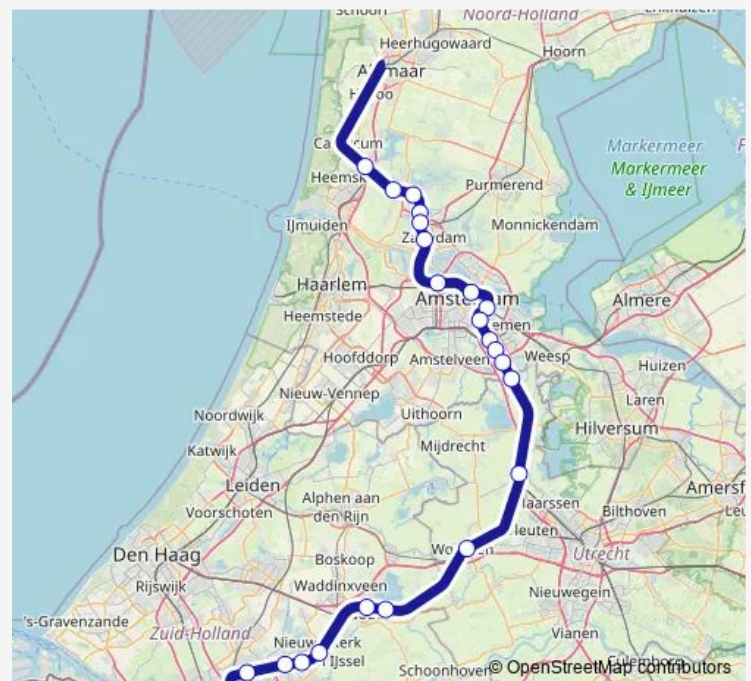 Noord-Holland
Heerhugowaard
Hoorn
Purmerend
Markermeer
Markermeer
& IJmeer
IJmuiden
Monnickendam
Haarlem
Almere
Heemstede
Hoofddorp
Amstelveen
Weesp
Huizen
Nieuw-Vennep
Laren
Noordwijk
Uithoorn
Hilversum
Katwijk
Mijdrecht
Leiden
Amersf
Alphen aan
den Rijn
Voorschoten
Bilthoven
Den Haag
Boskoop
Utrecht
Rijswijk
Waddinxveen
Nieuwegein
's-Gravenzande
Zuid-Holland
Vianen
IJssel
Schoonhoven
© OpenStreetMap contributors